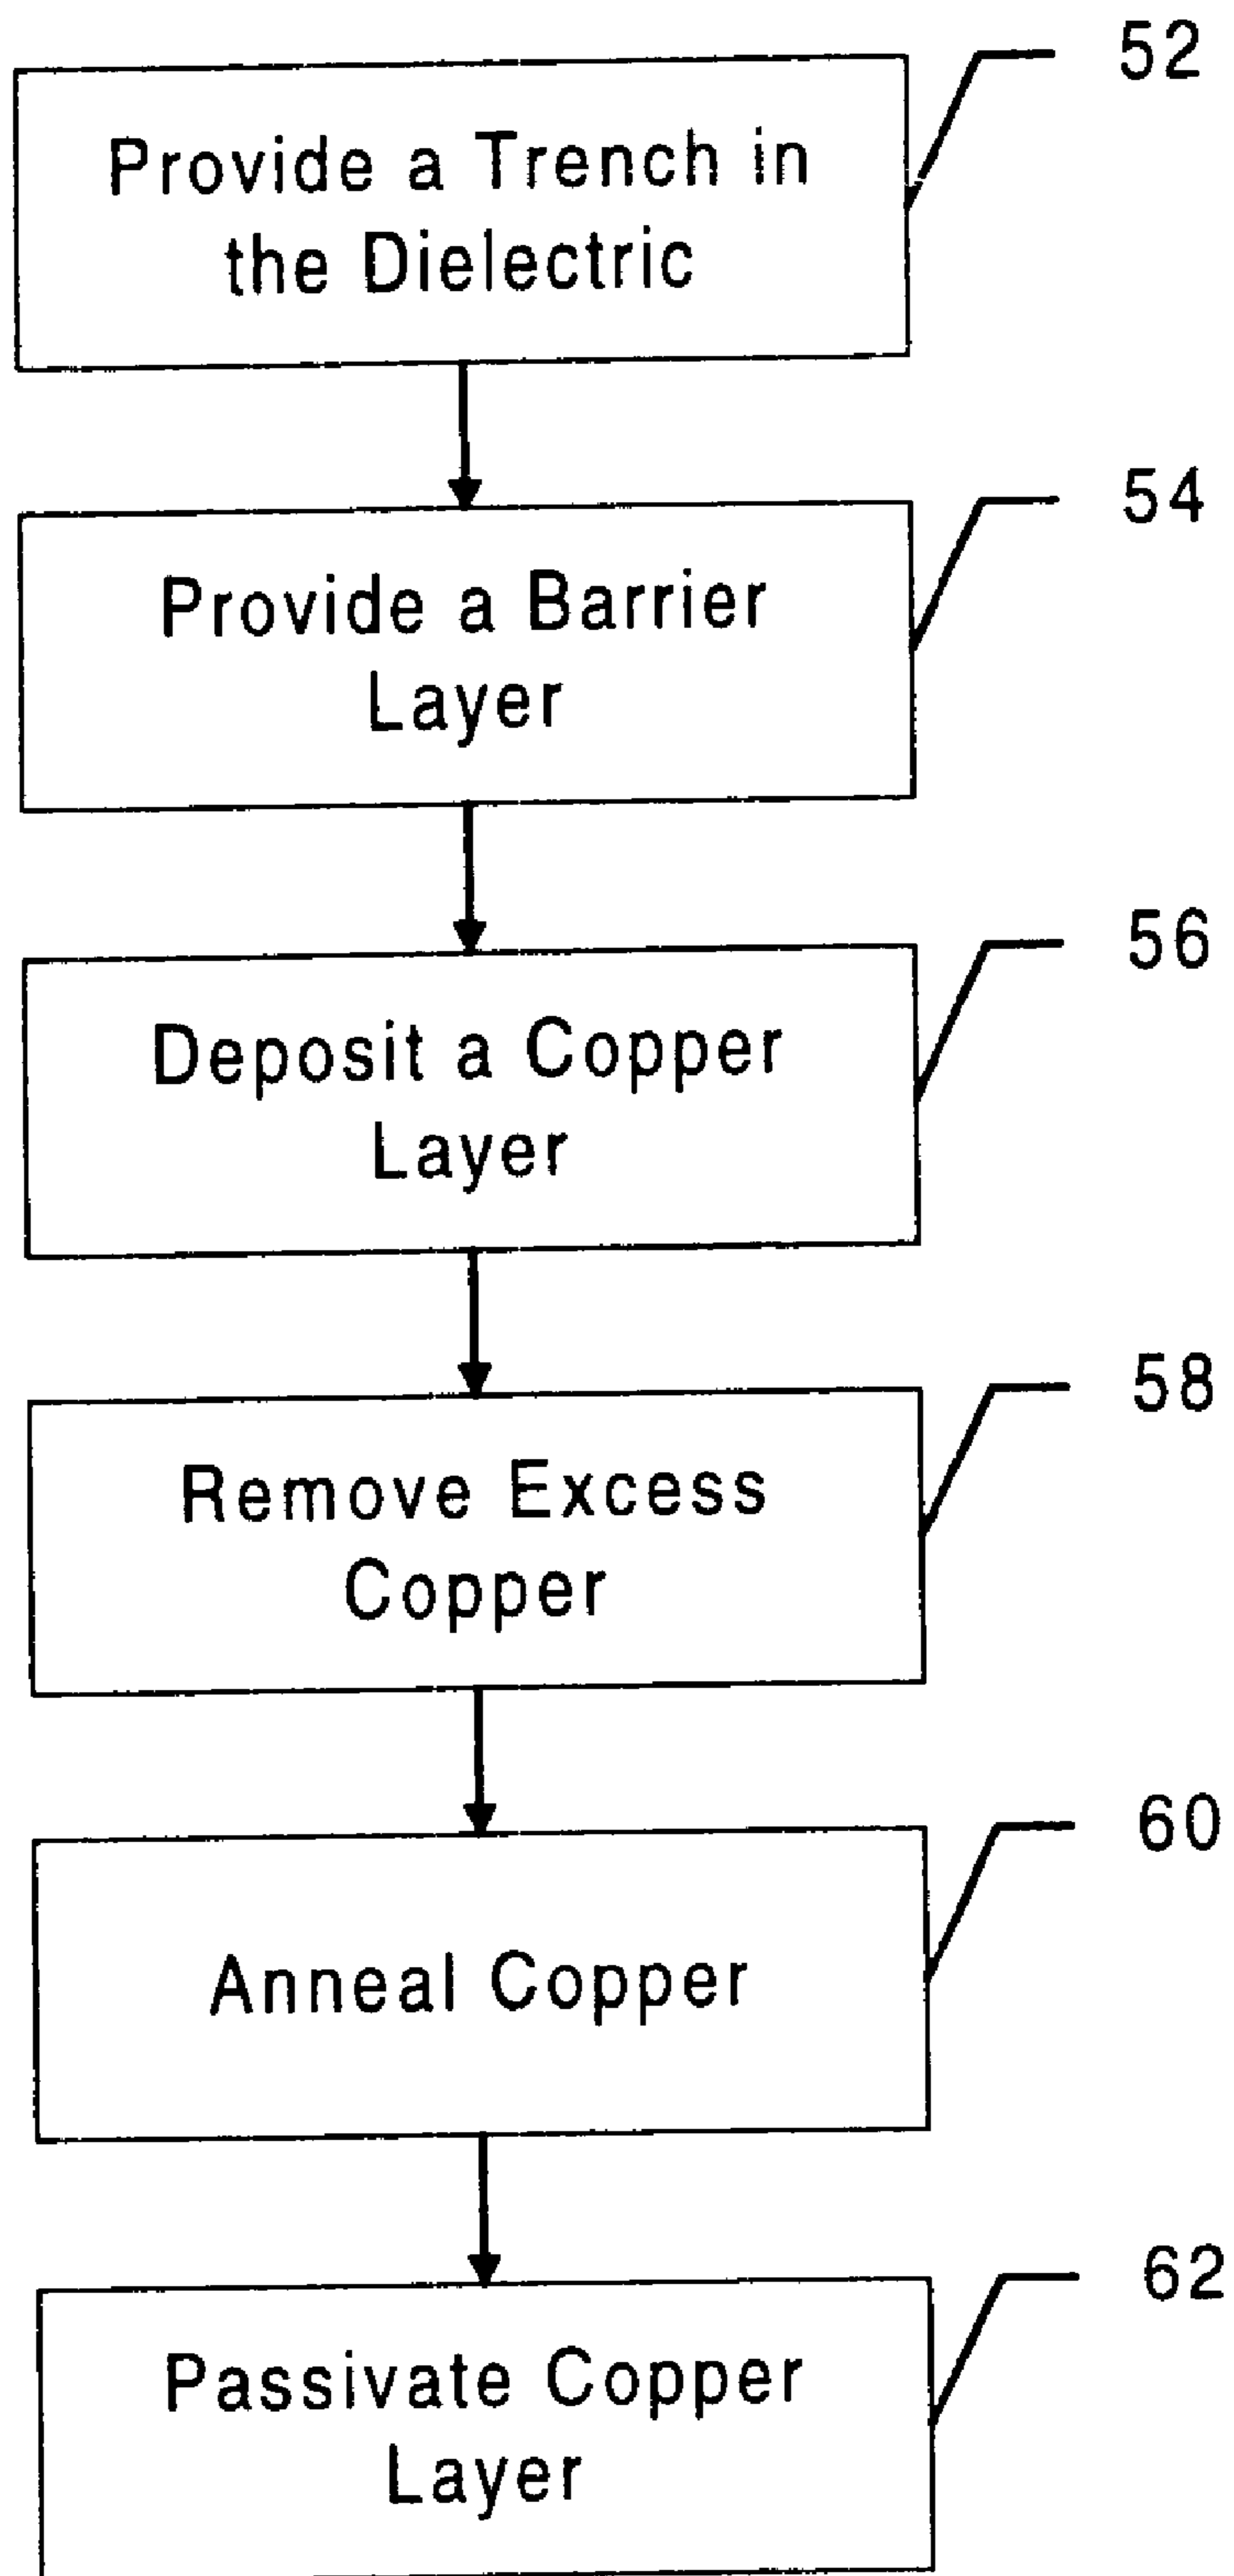 52
Provide a Trench in
the Dielectric
54
Provide a Barrier
Layer
56
Deposit a Copper
Layer
58
Remove Excess
Copper
60
Anneal Copper
62
Passivate Copper
Layer